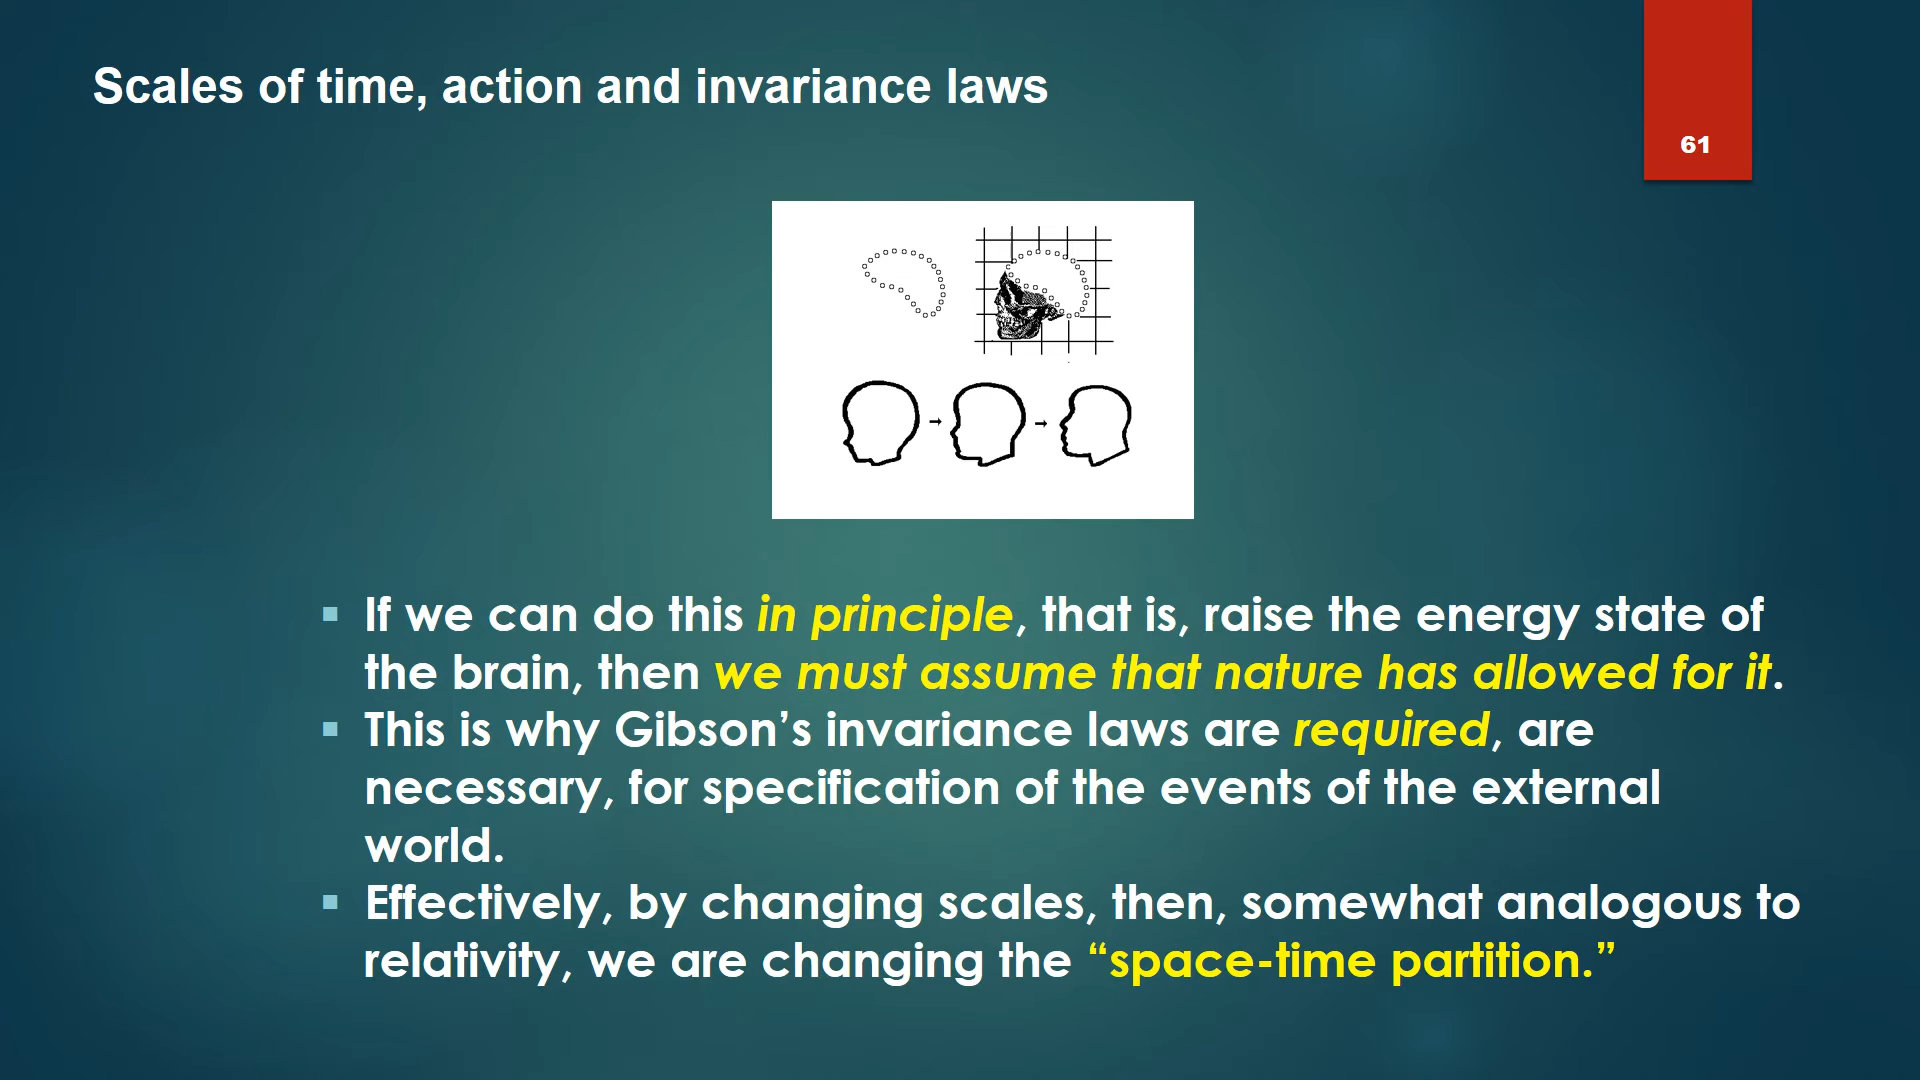 Scales of time, action and invariance laws
61
▪ If we can do this in principle, that is, raise the energy state of
the brain, then we must assume that nature has allowed for it.
▪ This is why Gibson’s invariance laws are required, are
necessary, for specification of the events of the external
world.
▪ Effectively, by changing scales, then, somewhat analogous to
relativity, we are changing the “space-time partition.”